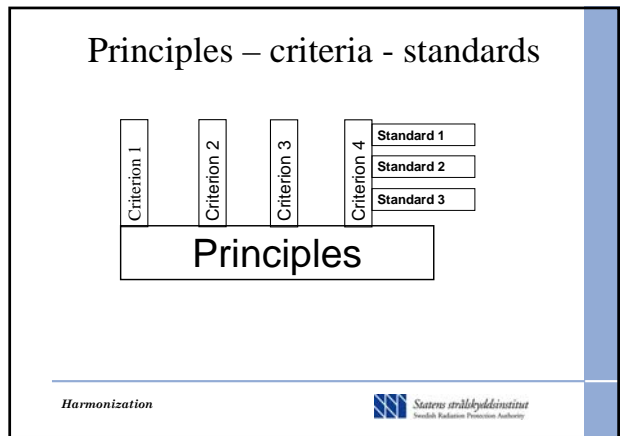 Principles – criteria - standards
Criterion 1
Criterion 2
Criterion 3
Criterion 4
Standard 1
Standard 2
Standard 3
Principles
Harmonization
Statens strålskyddsinstitut
Swedish Radiation Protection Authority